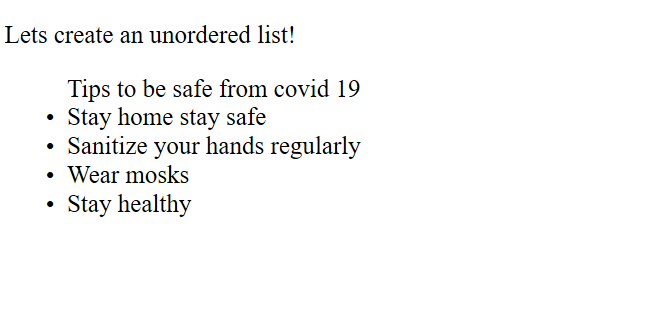 Lets create an unordered list!
Tips to be safe from covid 19
• Stay home stay safe
• Sanitize your hands regularly
• Wear mosks
• Stay healthy